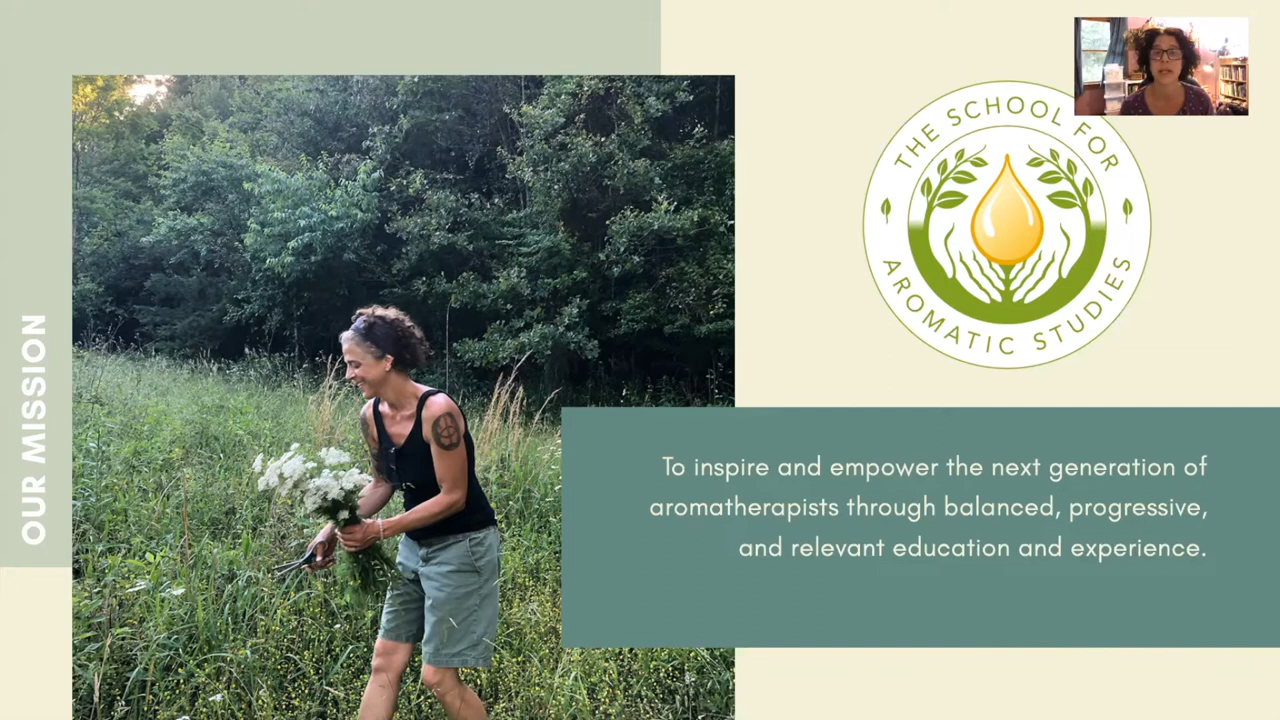 OUR MISSION
THE SCHOOL FOR
AROMATIC STUDIES
To inspire and empower the next generation of
aromatherapists through balanced, progressive,
and relevant education and experience.